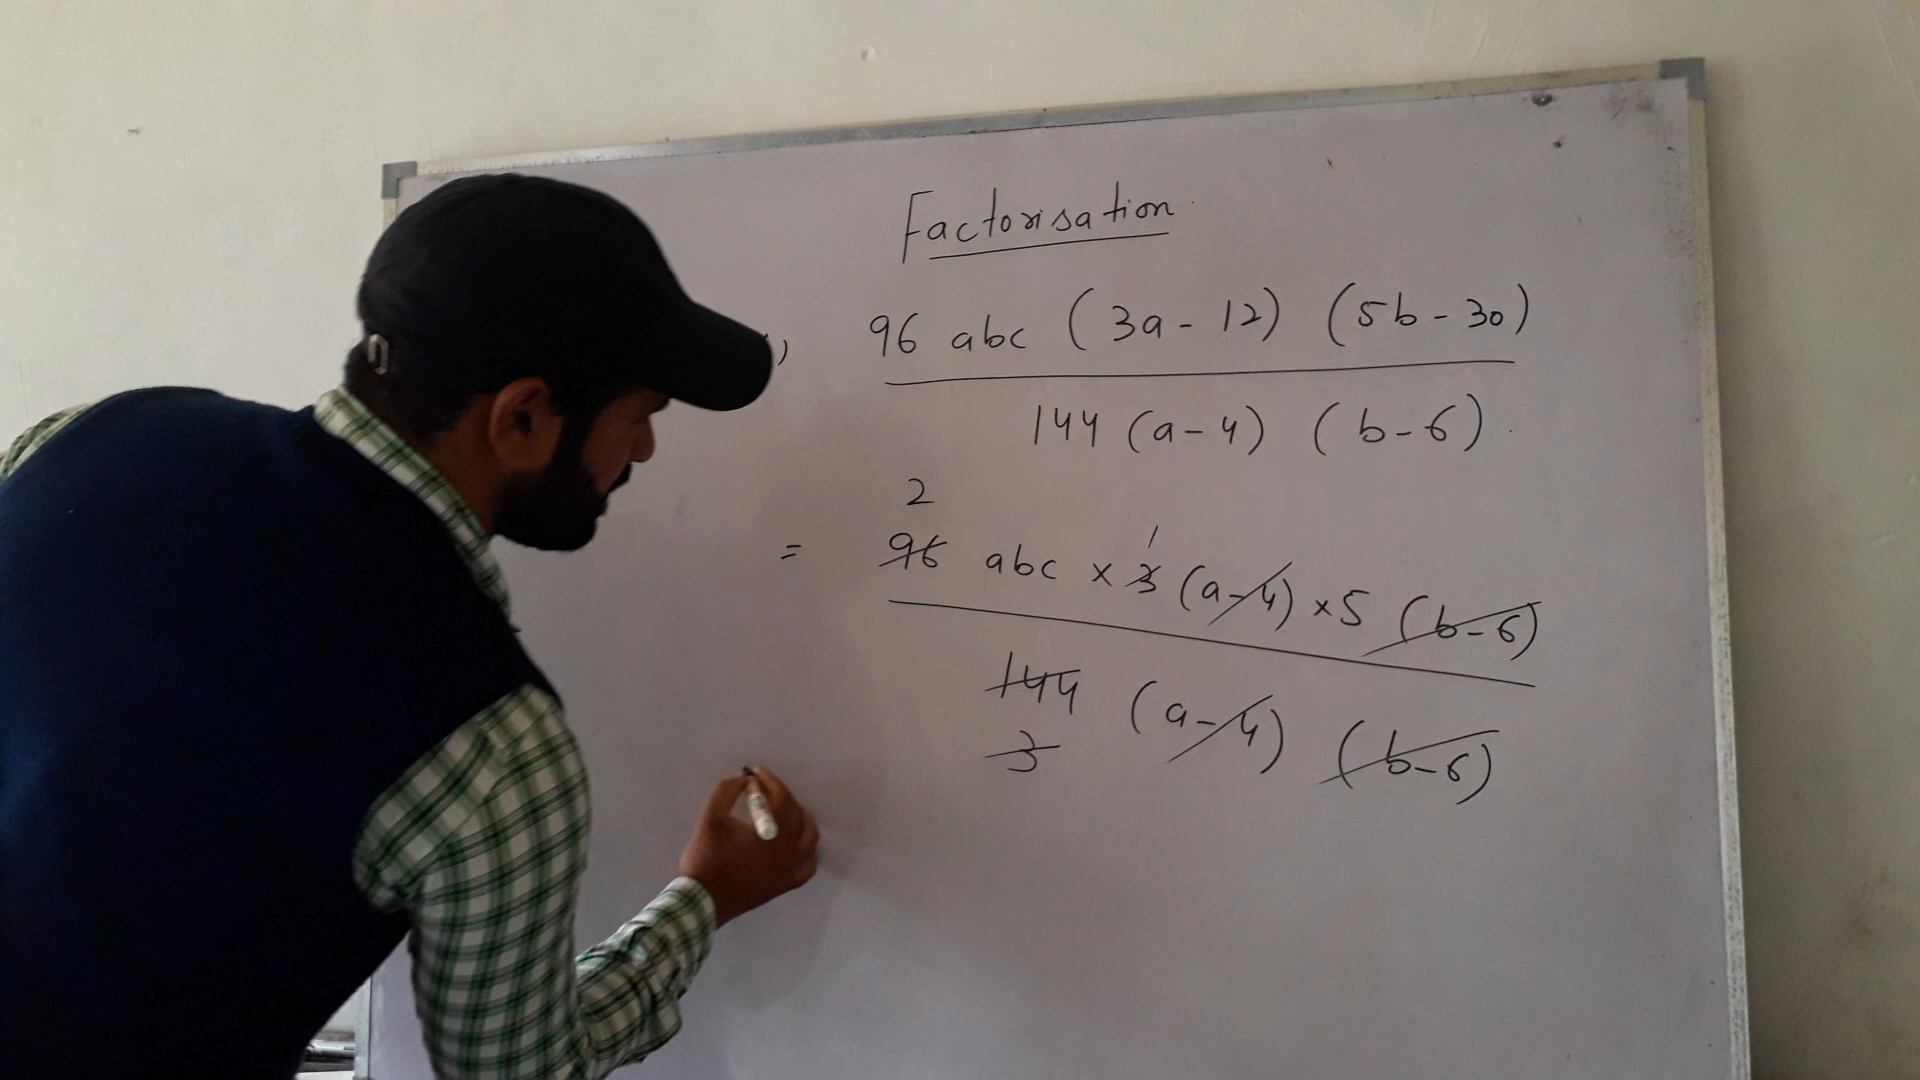 Factorisation
), 96 abc (3a - 12) (5b - 30)
144 (a - 4) (b - 6)
2 1
= 96 abc × 3 (a - 4) × 5 (b - 6)
144 (a - 4) (b - 6)
3